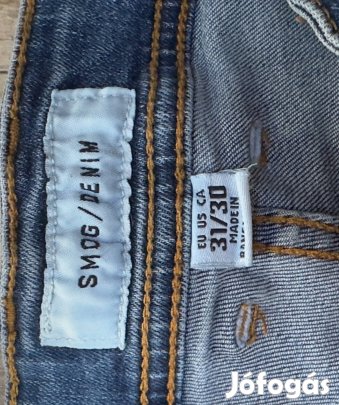 SMOG/DENIM
EU US CA
31/30
MADE IN
Jófogás